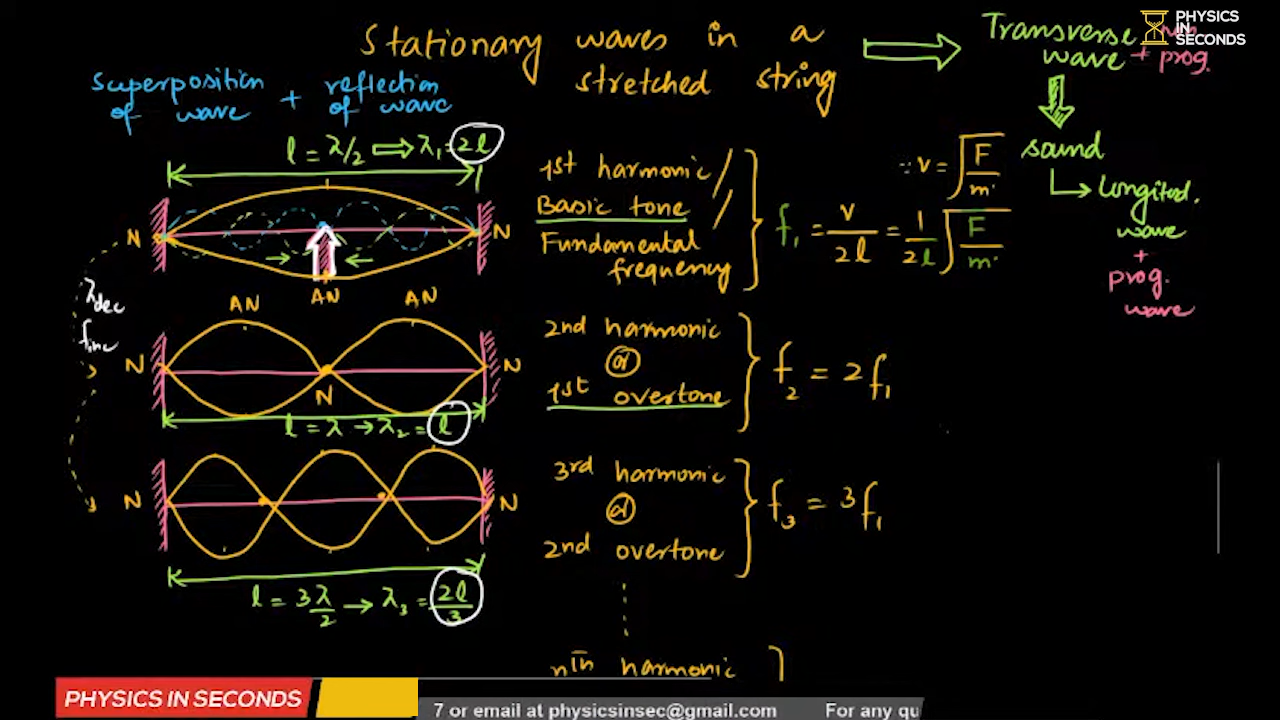 Stationary waves in a
stretched string
Transverse
wave + prog.
PHYSICS
IN
SECONDS
superposition
of wave + reflection
of wave
sound
longitud.
wave
+
prog.
wave
l = λ/2 ⇒ λ₁ = 2l
N
N
AN
1st harmonic /
Basic tone /
Fundamental
frequency
f₁ = v/2l = 1/2l √F/m
∵ v = √F/m
λ dec
f inc
AN
AN
N
N
N
l = λ → λ₂ = l
2nd harmonic
or
1st overtone
f₂ = 2f₁
N
N
l = 3λ/2 → λ₃ = 2l/3
3rd harmonic
or
2nd overtone
f₃ = 3f₁
nth harmonic
PHYSICS IN SECONDS
7 or email at physicsinsec@gmail.com For any qu